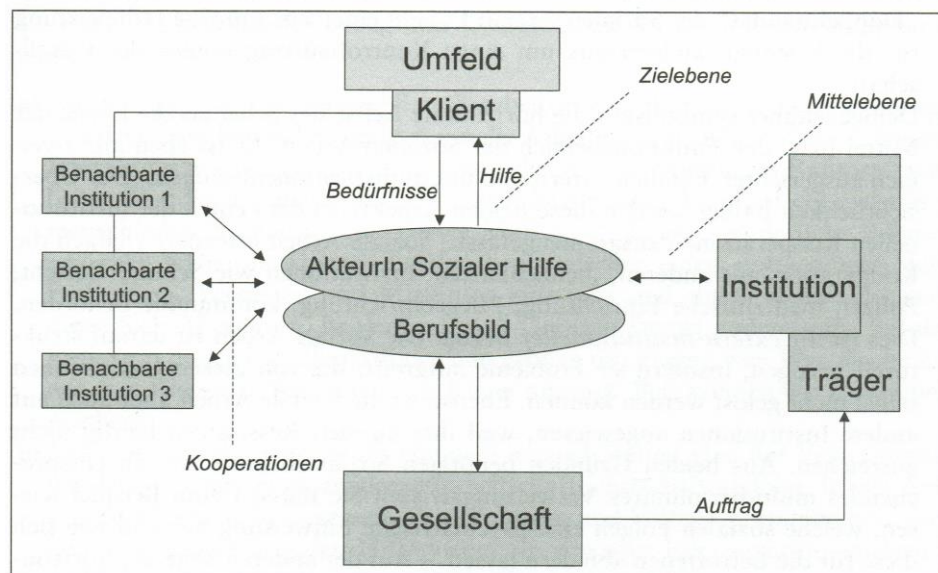 Umfeld
Klient
Zielebene
Mittelebene
Benachbarte
Institution 1
Bedürfnisse
Hilfe
Benachbarte
Institution 2
AkteurIn Sozialer Hilfe
Berufsbild
Institution
Träger
Benachbarte
Institution 3
Kooperationen
Gesellschaft
Auftrag